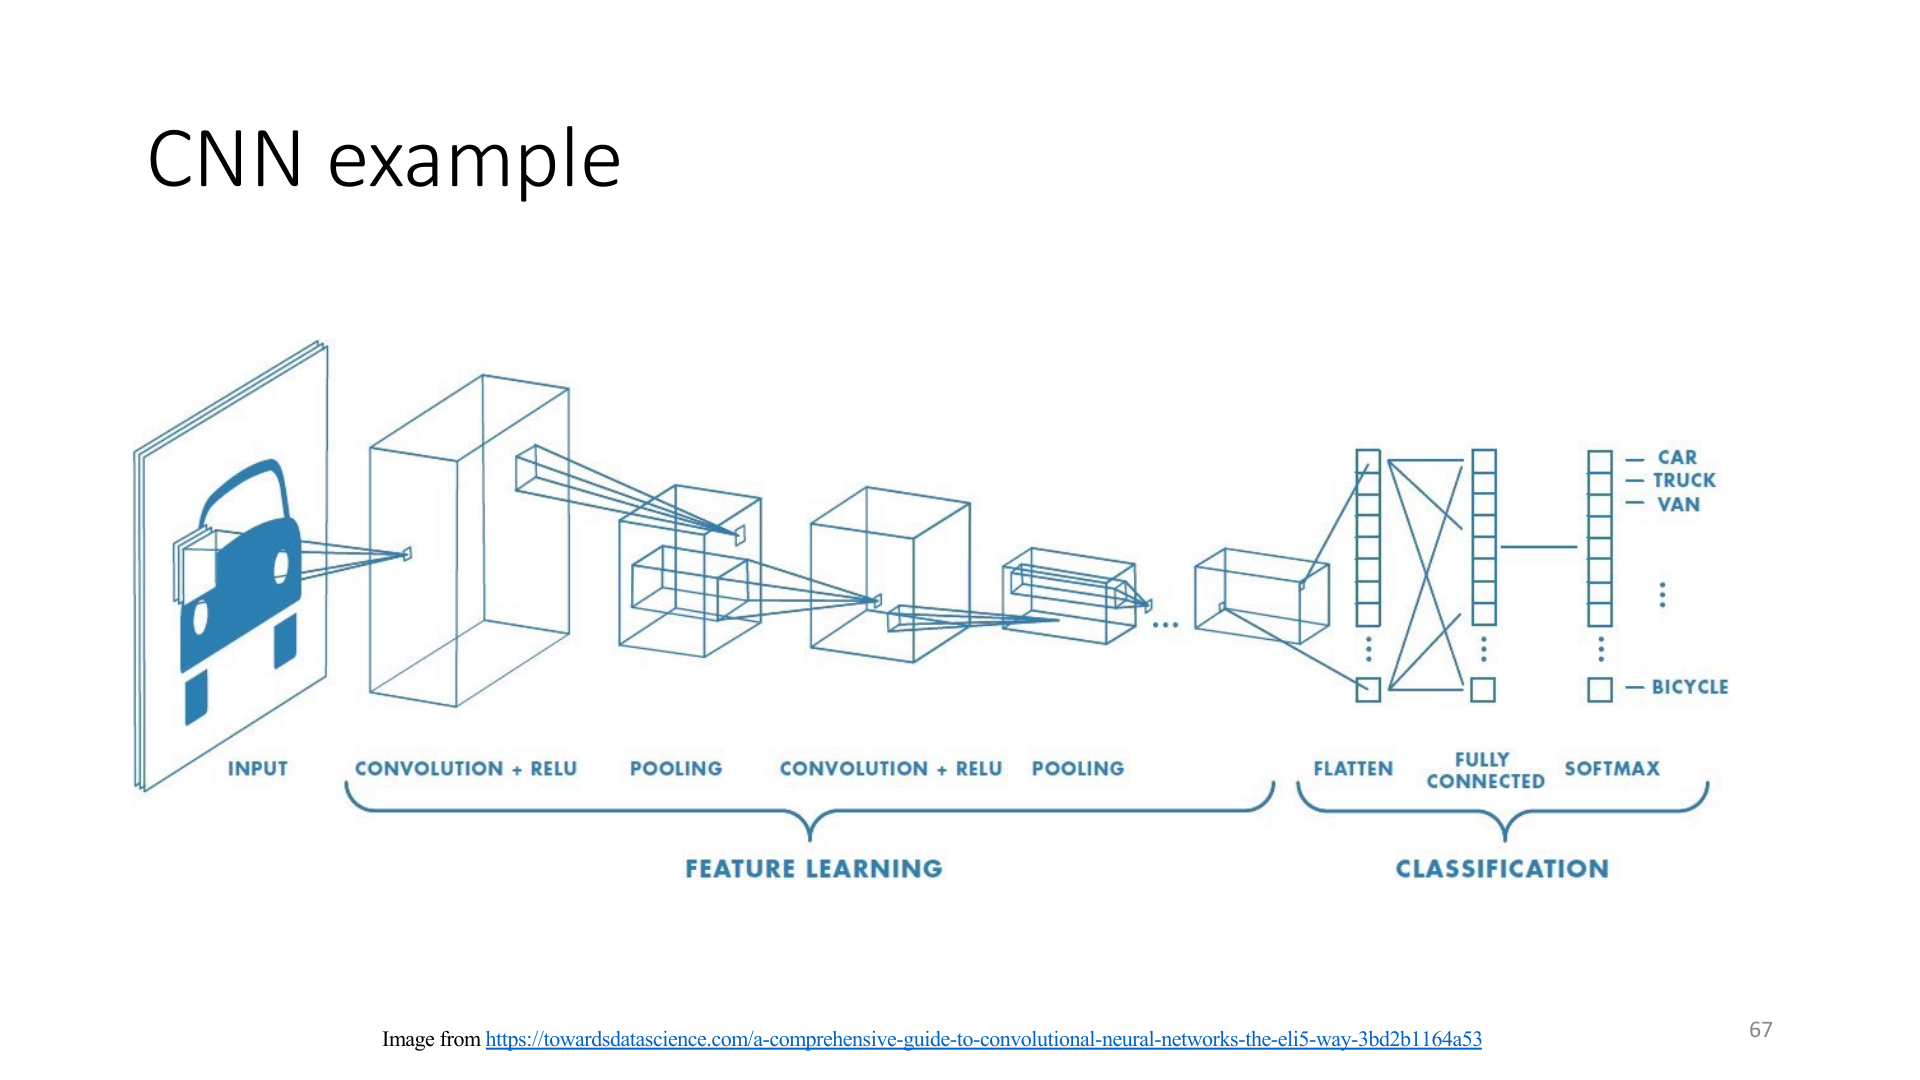 CNN example
CAR
TRUCK
VAN
BICYCLE
INPUT
CONVOLUTION + RELU
POOLING
CONVOLUTION + RELU
POOLING
FLATTEN
FULLY
CONNECTED
SOFTMAX
FEATURE LEARNING
CLASSIFICATION
Image from https://towardsdatascience.com/a-comprehensive-guide-to-convolutional-neural-networks-the-eli5-way-3bd2b1164a53
67